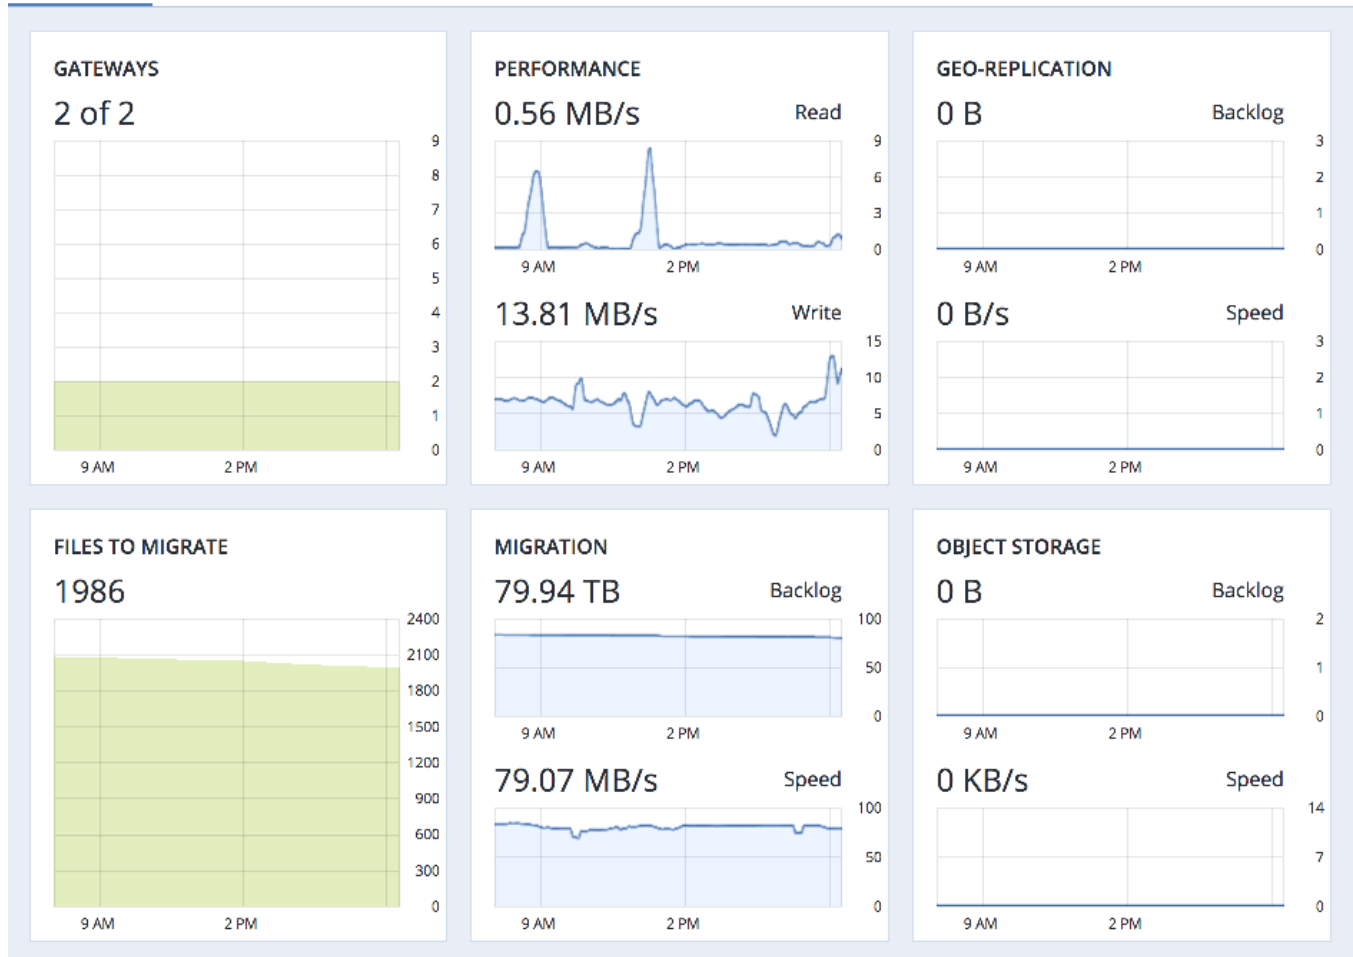 GATEWAYS
2 of 2
9
8
7
6
5
4
3
2
1
0
9 AM 2 PM
PERFORMANCE
0.56 MB/s Read
9
6
3
0
9 AM 2 PM
13.81 MB/s Write
15
10
5
0
9 AM 2 PM
GEO-REPLICATION
0 B Backlog
3
2
1
0
9 AM 2 PM
0 B/s Speed
3
2
1
0
9 AM 2 PM
FILES TO MIGRATE
1986
2400
2100
1800
1500
1200
900
600
300
0
9 AM 2 PM
MIGRATION
79.94 TB Backlog
100
50
0
9 AM 2 PM
79.07 MB/s Speed
100
50
0
9 AM 2 PM
OBJECT STORAGE
0 B Backlog
2
1
0
9 AM 2 PM
0 KB/s Speed
14
7
0
9 AM 2 PM